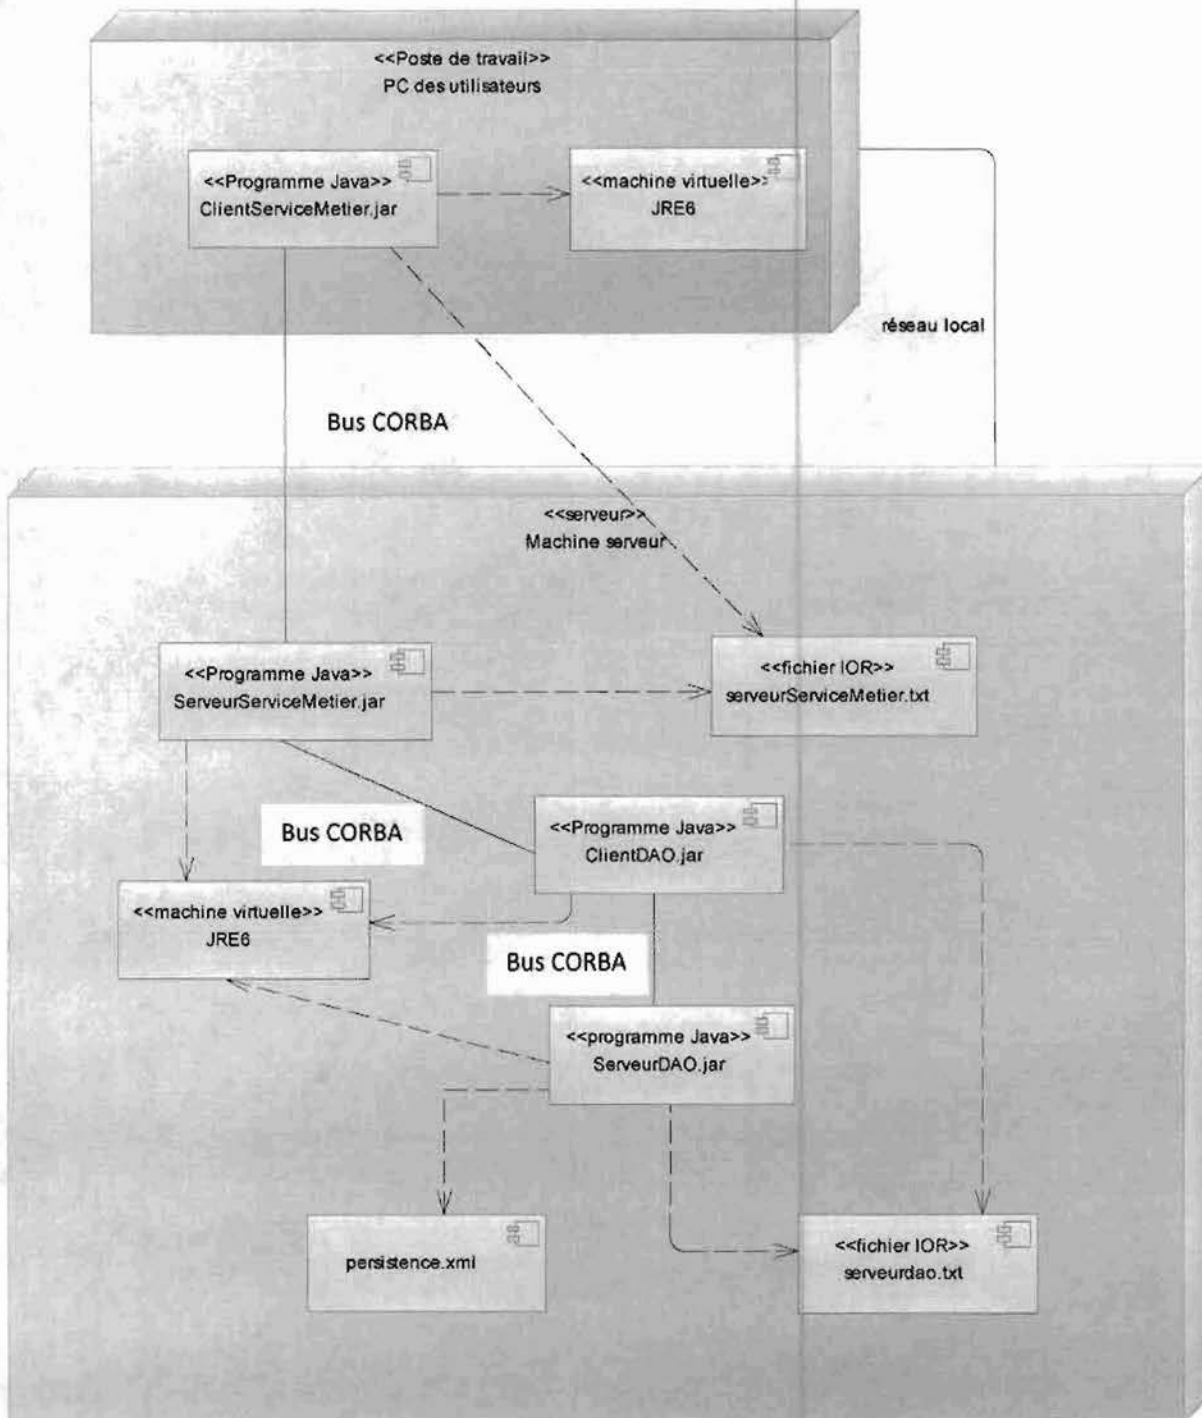 <<Poste de travail>>
PC des utilisateurs
<<Programme Java>>
ClientServiceMetier.jar
<<machine virtuelle>>
JRE6
réseau local
Bus CORBA
<<serveur>>
Machine serveur
<<Programme Java>>
ServeurServiceMetier.jar
<<fichier IOR>>
serveurServiceMetier.txt
Bus CORBA
<<Programme Java>>
ClientDAO.jar
<<machine virtuelle>>
JRE6
Bus CORBA
<<programme Java>>
ServeurDAO.jar
persistence.xml
<<fichier IOR>>
serveurdao.txt